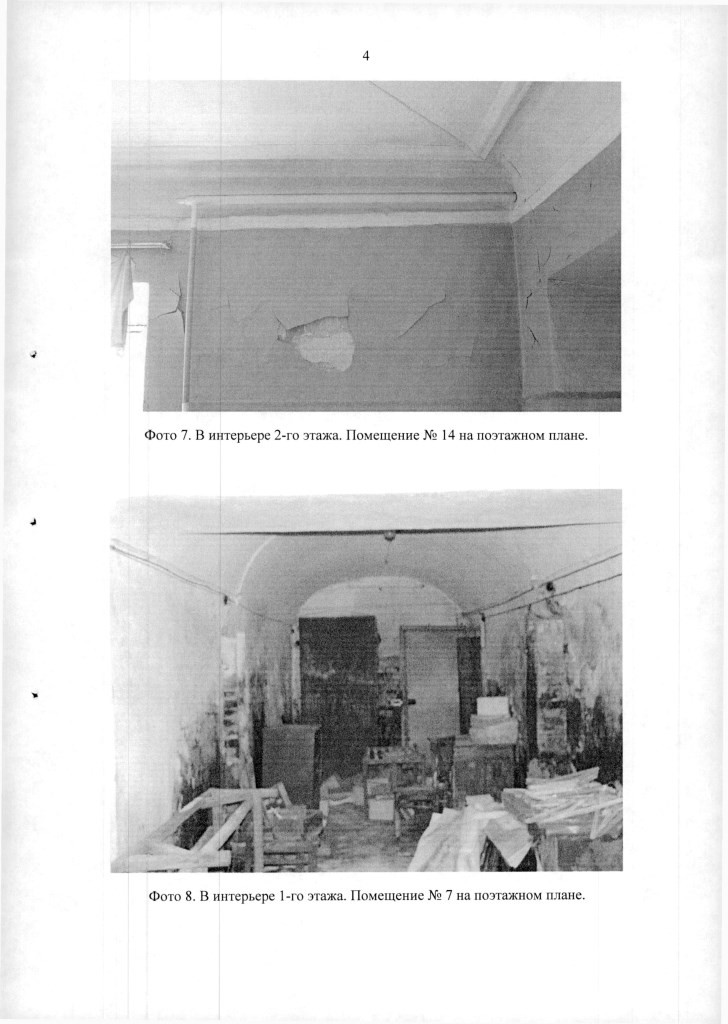 4
Фото 7. В интерьере 2-го этажа. Помещение № 14 на поэтажном плане.
Фото 8. В интерьере 1-го этажа. Помещение № 7 на поэтажном плане.